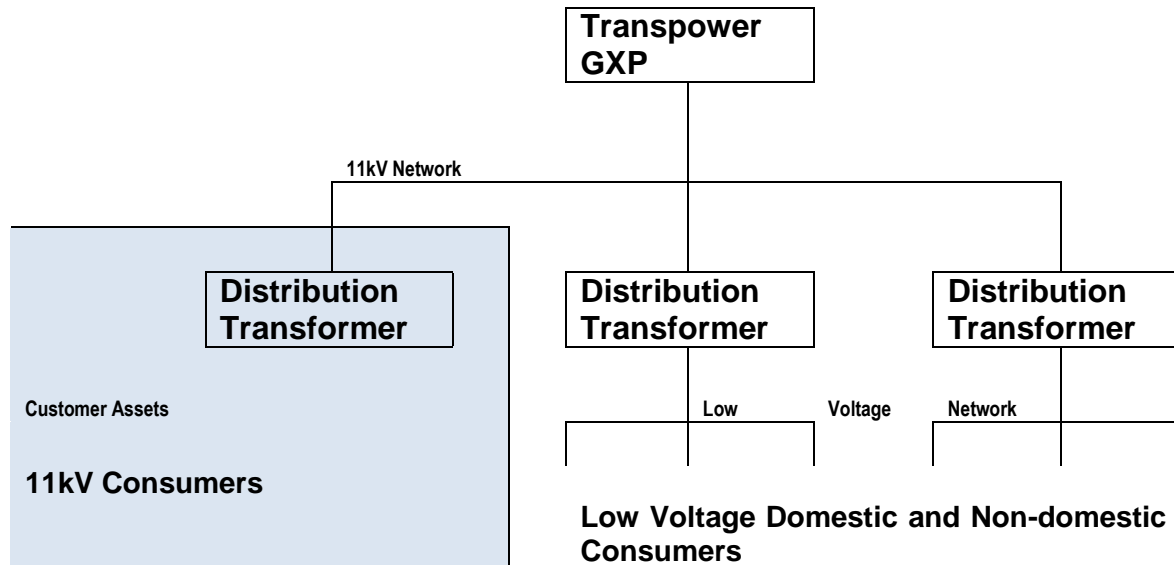 Transpower
GXP
11kV Network
Distribution
Transformer
Distribution
Transformer
Distribution
Transformer
Customer Assets
Low Voltage Network
11kV Consumers
Low Voltage Domestic and Non-domestic
Consumers